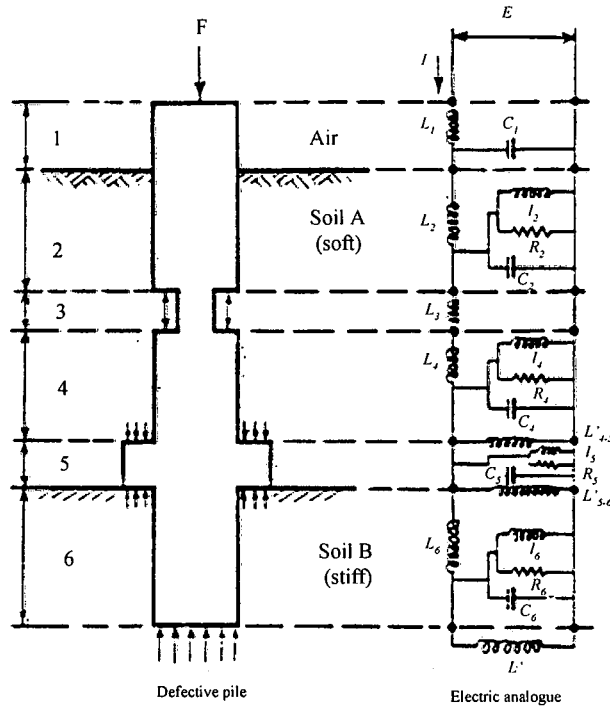 F
E
I
1
Air
L1
C1
2
Soil A
(soft)
L2
l2
R2
C2
3
L3
4
L4
l4
R4
C4
L'4-5
5
l5
C5
R5
L'5-6
6
Soil B
(stiff)
L6
l6
R6
C6
L'
Defective pile
Electric analogue